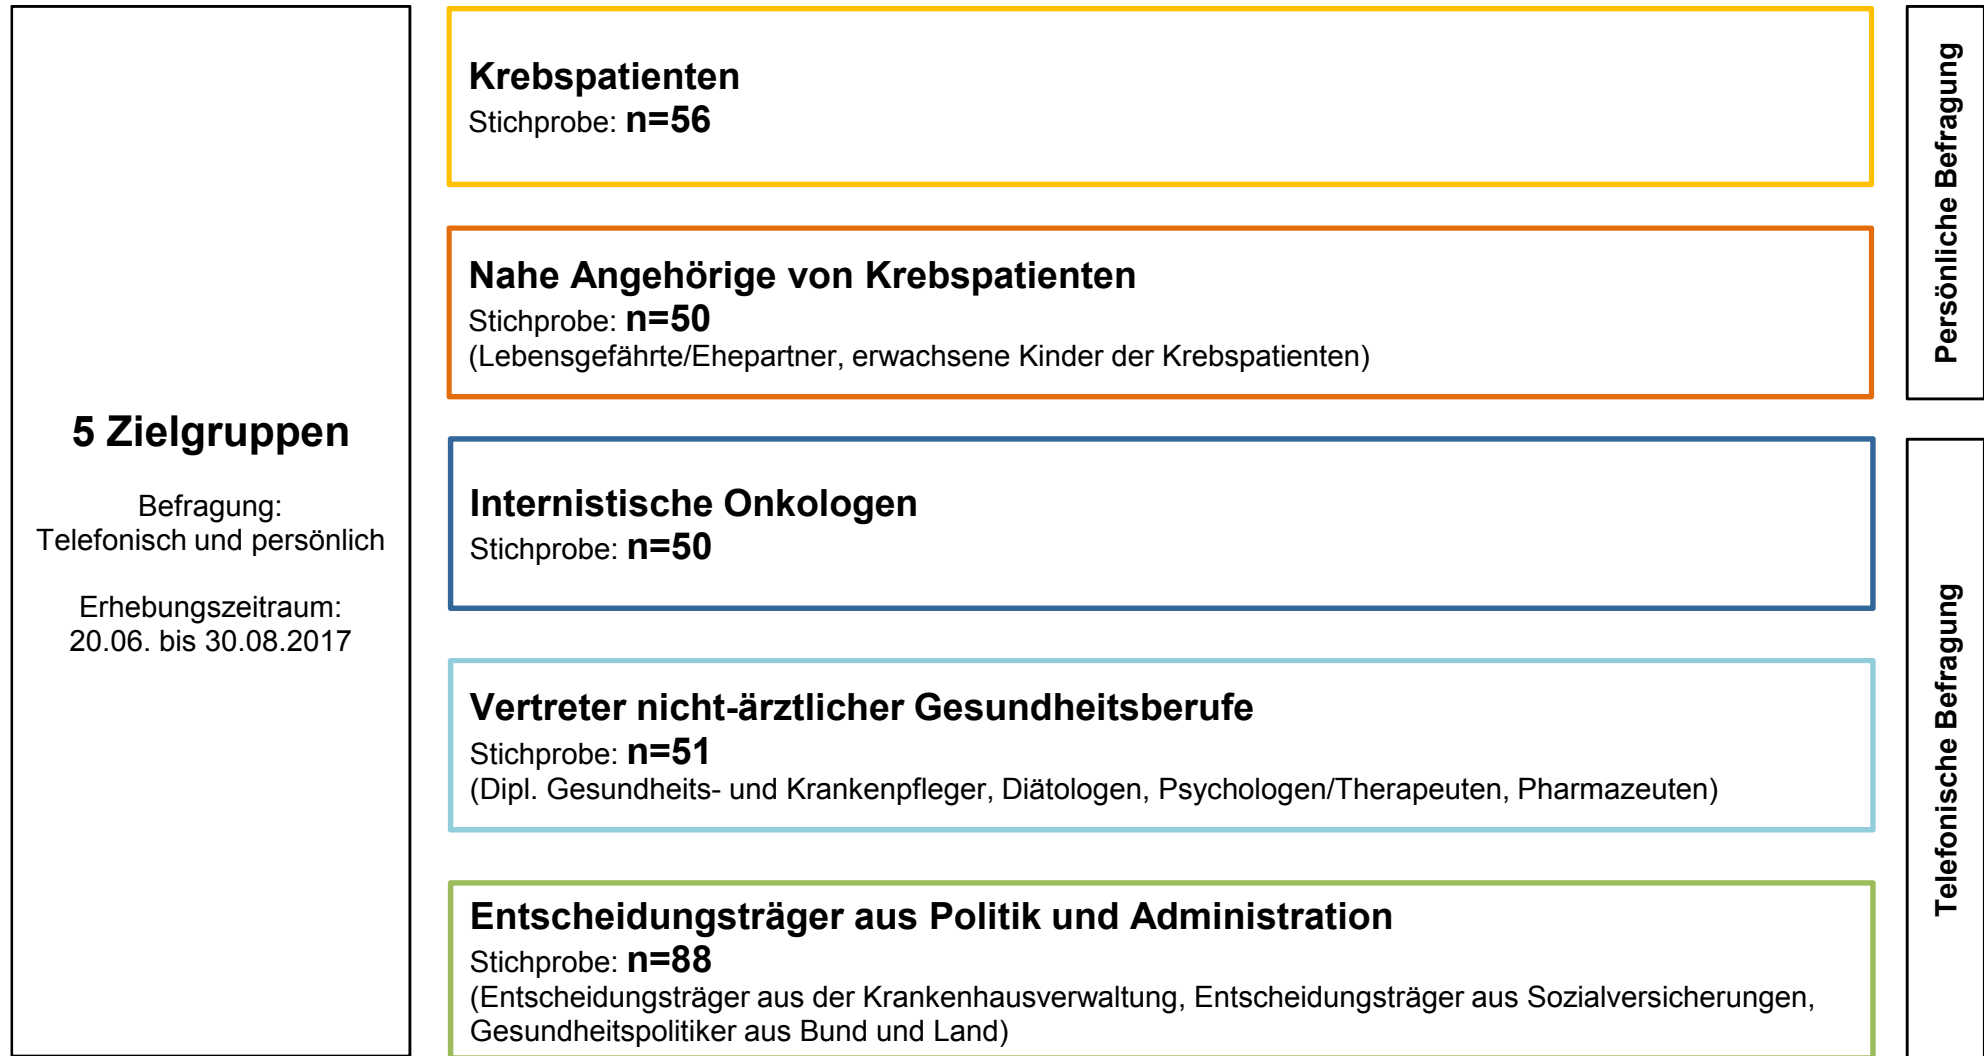 5 Zielgruppen
Befragung:
Telefonisch und persönlich
Erhebungszeitraum:
20.06. bis 30.08.2017
Krebspatienten
Stichprobe: n=56
Nahe Angehörige von Krebspatienten
Stichprobe: n=50
(Lebensgefährte/Ehepartner, erwachsene Kinder der Krebspatienten)
Internistische Onkologen
Stichprobe: n=50
Vertreter nicht-ärztlicher Gesundheitsberufe
Stichprobe: n=51
(Dipl. Gesundheits- und Krankenpfleger, Diätologen, Psychologen/Therapeuten, Pharmazeuten)
Entscheidungsträger aus Politik und Administration
Stichprobe: n=88
(Entscheidungsträger aus der Krankenhausverwaltung, Entscheidungsträger aus Sozialversicherungen,
Gesundheitspolitiker aus Bund und Land)
Persönliche Befragung
Telefonische Befragung